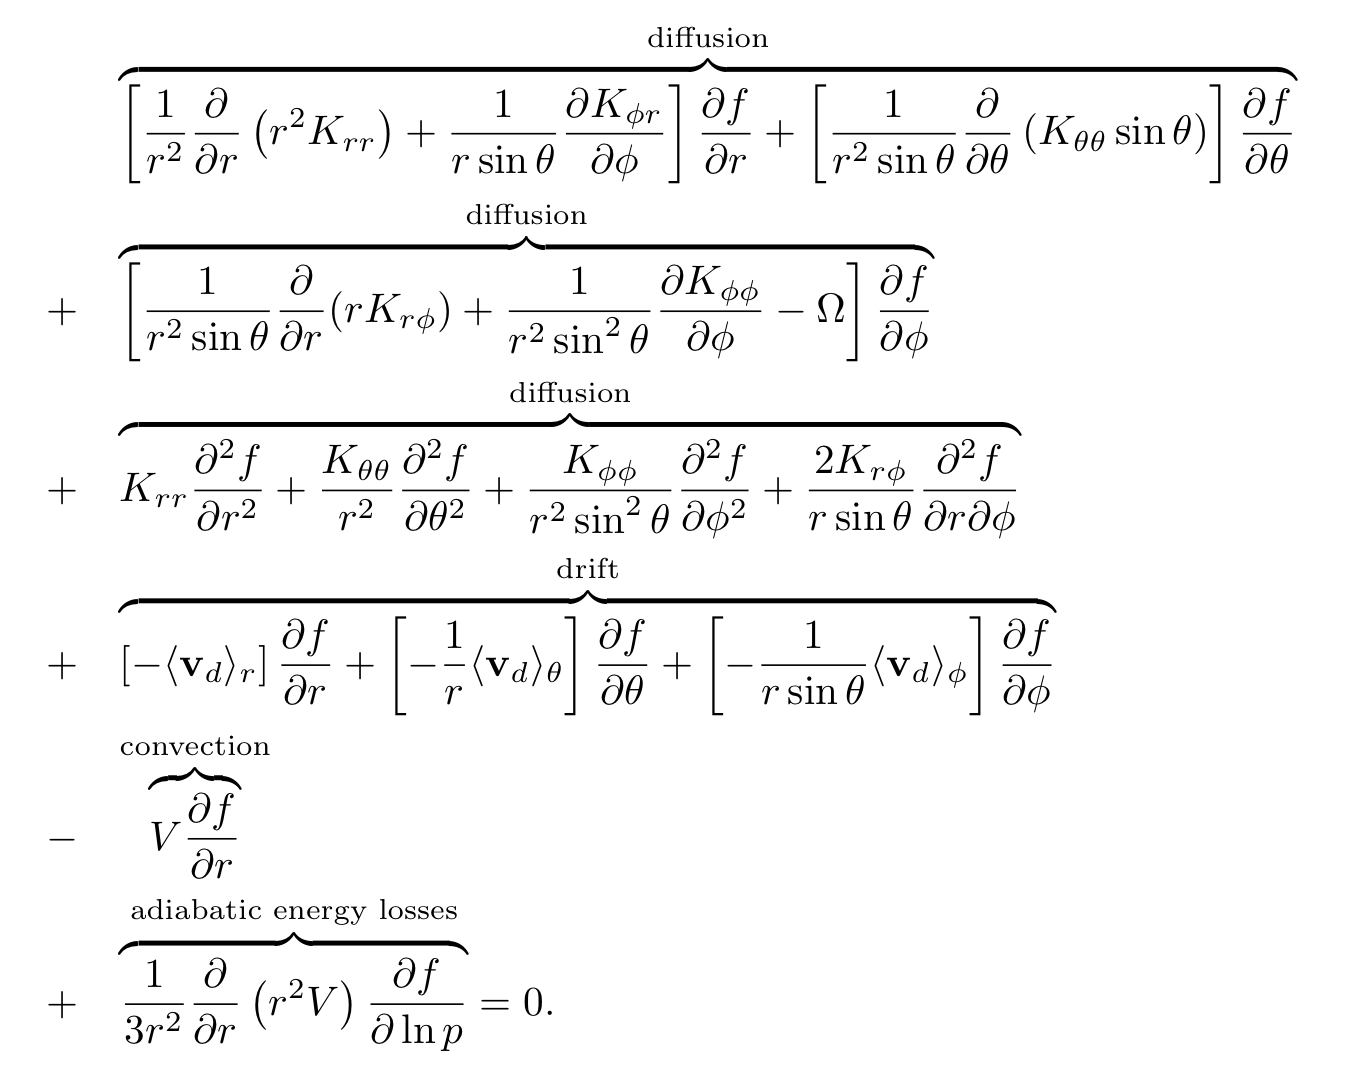 diffusion
[1/r² ∂/∂r (r²K_rr) + 1/(r sin θ) ∂K_ϕr/∂ϕ] ∂f/∂r + [1/(r² sin θ) ∂/∂θ (K_θθ sin θ)] ∂f/∂θ
diffusion
+ [1/(r² sin θ) ∂/∂r (rK_rϕ) + 1/(r² sin² θ) ∂K_ϕϕ/∂ϕ − Ω] ∂f/∂ϕ
diffusion
+ K_rr ∂²f/∂r² + K_θθ/r² ∂²f/∂θ² + K_ϕϕ/(r² sin² θ) ∂²f/∂ϕ² + 2K_rϕ/(r sin θ) ∂²f/∂r∂ϕ
drift
+ [−⟨v_d⟩_r] ∂f/∂r + [−1/r ⟨v_d⟩_θ] ∂f/∂θ + [−1/(r sin θ) ⟨v_d⟩_ϕ] ∂f/∂ϕ
convection
− V ∂f/∂r
adiabatic energy losses
+ 1/3r² ∂/∂r (r²V) ∂f/∂ ln p = 0.